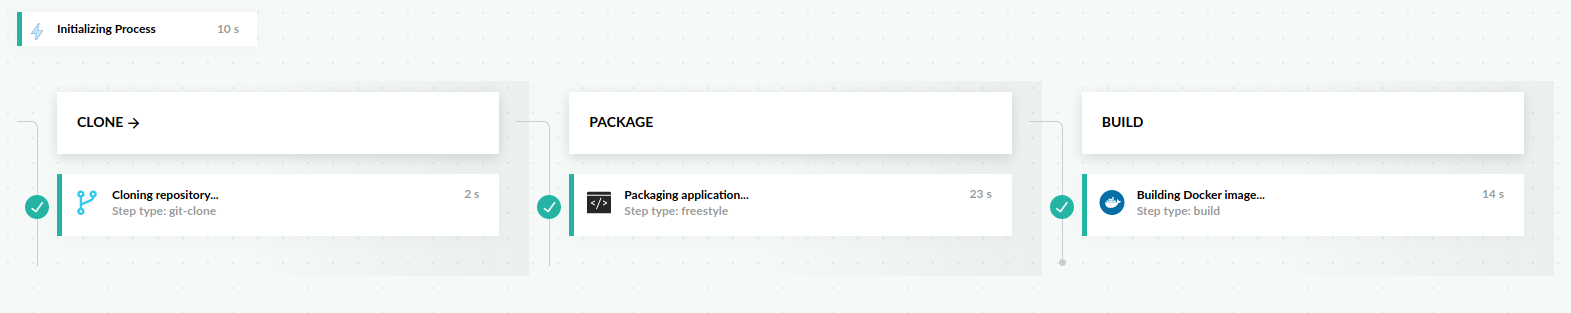 Initializing Process 10 s
CLONE →
Cloning repository... 2 s
Step type: git-clone
PACKAGE
Packaging application... 23 s
Step type: freestyle
BUILD
Building Docker image... 14 s
Step type: build